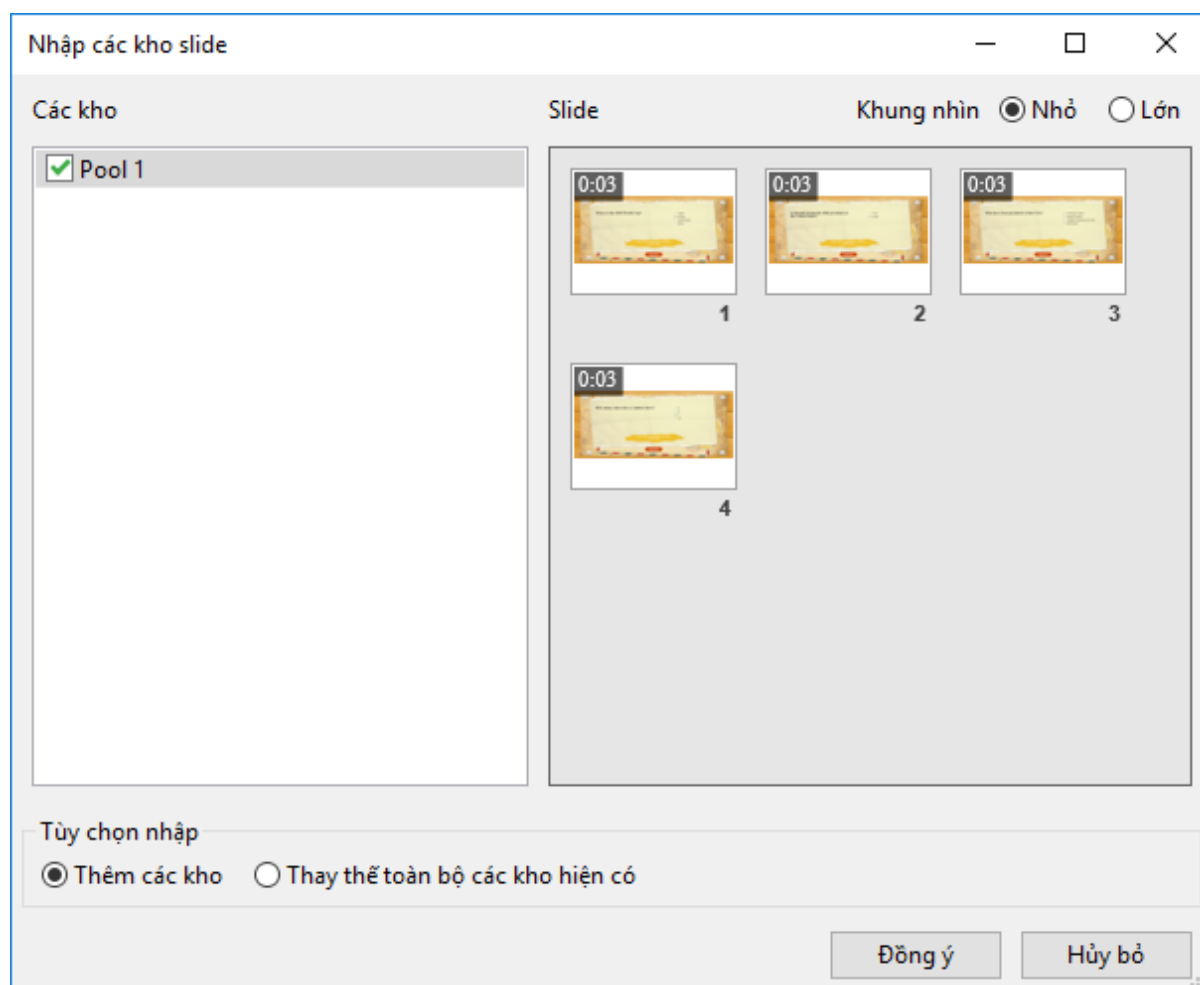 Nhập các kho slide
Các kho
Slide Khung nhìn Nhỏ Lớn
Pool 1
0:03 0:03 0:03
1 2 3
0:03
4
Tùy chọn nhập
Thêm các kho Thay thế toàn bộ các kho hiện có
Đồng ý Hủy bỏ